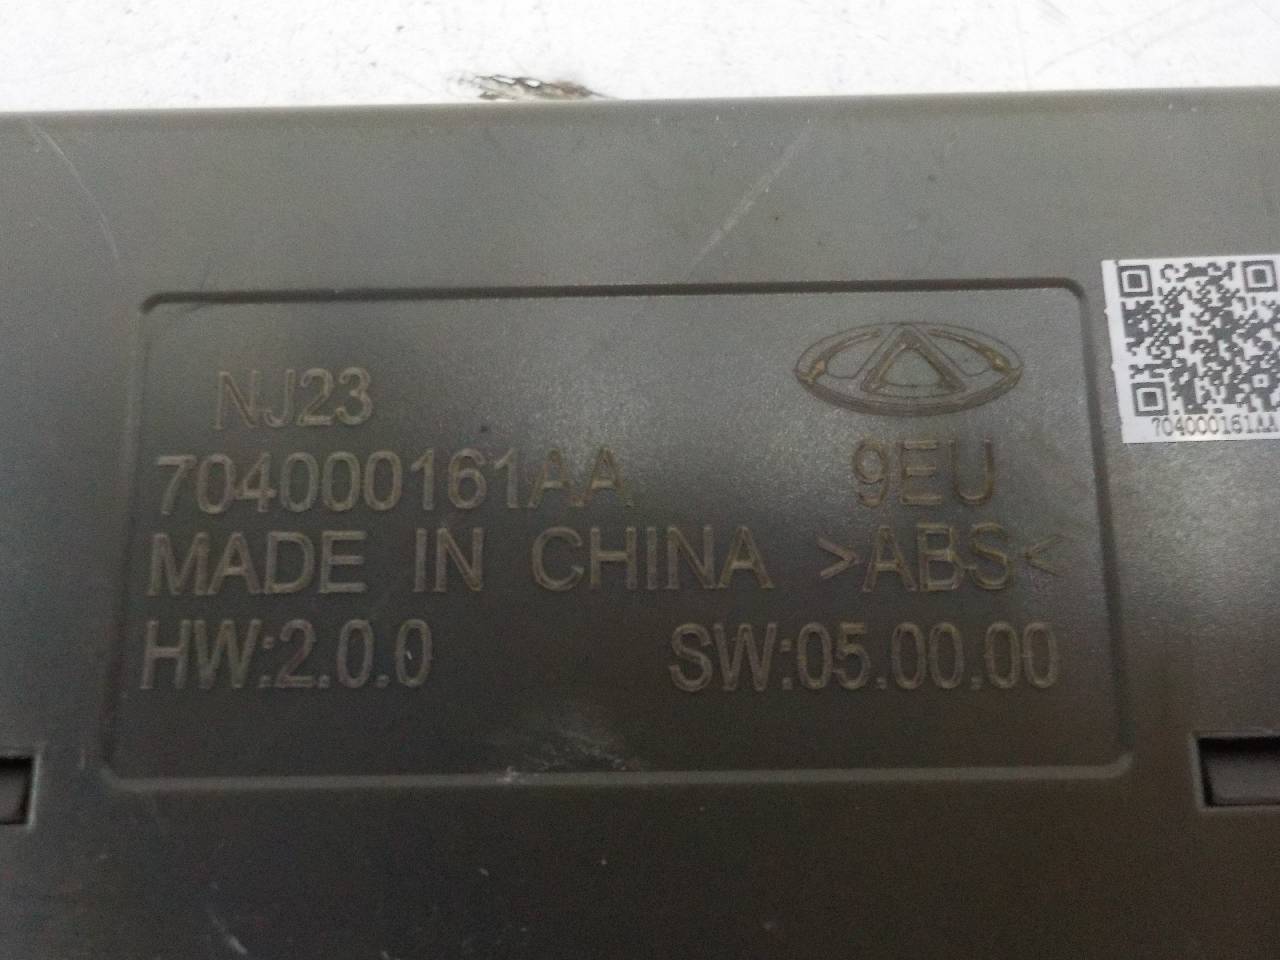 NJ23
704000161AA 9EU
MADE IN CHINA >ABS<
HW:2.0.0 SW:05.00.00
704000161AA